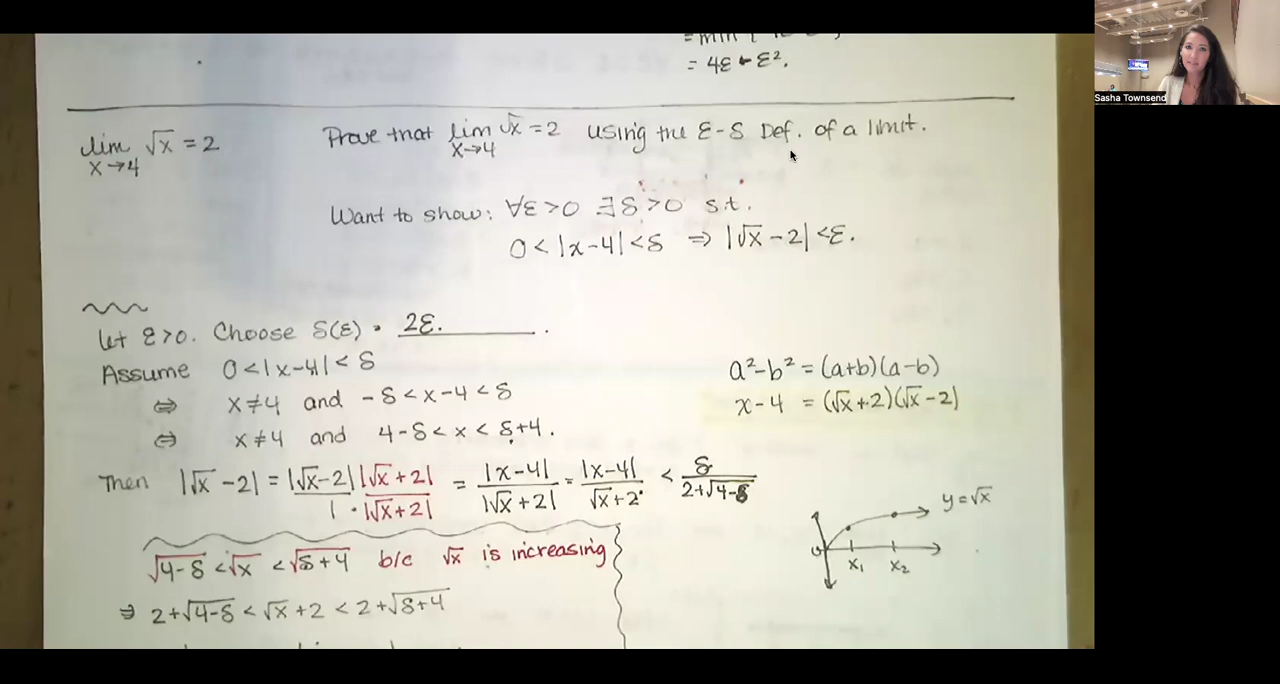 = min
= 4ε - ε².
lim √x = 2
x→4
Prove that lim √x = 2 using the ε-δ Def. of a limit.
x→4
Want to show: ∀ε>0 ∃δ>0 s.t.
0 < |x-4| < δ ⇒ |√x - 2| < ε.
Let ε>0. Choose δ(ε) = 2ε.
Assume 0<|x-4|< δ
⇔ x≠4 and -δ < x-4 < δ
⇔ x≠4 and 4-δ < x < δ+4.
a²-b² = (a+b)(a-b)
x-4 = (√x+2)(√x-2)
Then |√x-2| = |√x-2|/1 · |√x+2|/|√x+2| = |x-4|/|√x+2| = |x-4|/√x+2 < δ/2+√4-δ
y=√x
x₁ x₂
√4-δ < √x < √δ+4 b/c √x is increasing
⇒ 2+√4-δ < √x+2 < 2+√δ+4
Sasha Townsend